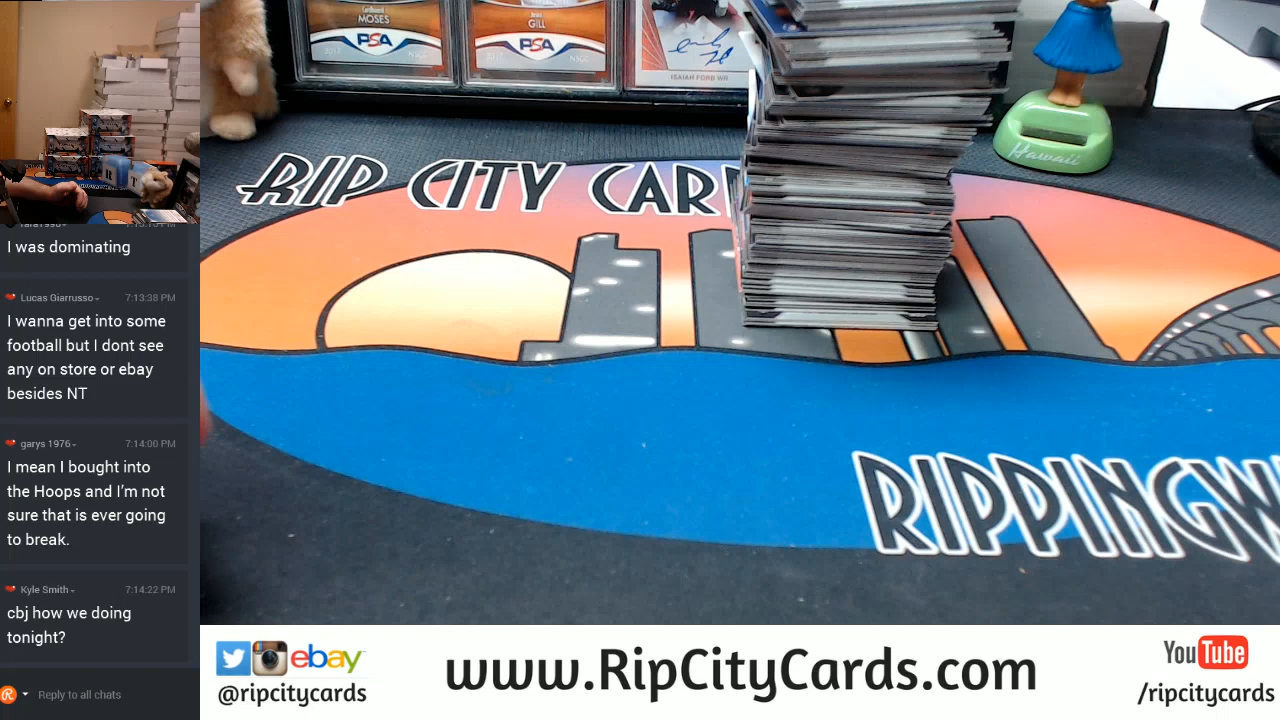 I was dominating
Lucas Giarrusso
7:13:38 PM
I wanna get into some
football but I dont see
any on store or ebay
besides NT
garys 1976
7:14:00 PM
I mean I bought into
the Hoops and I'm not
sure that is ever going
to break.
Kyle Smith
7:14:22 PM
cbj how we doing
tonight?
Reply to all chats
MOSES
PSA
GILL
PSA
ISAIAH FORD WR
Hawaii
RIP CITY CAR
RIPPINGW
ebay
@ripcitycards
www.RipCityCards.com
YouTube
/ripcitycards